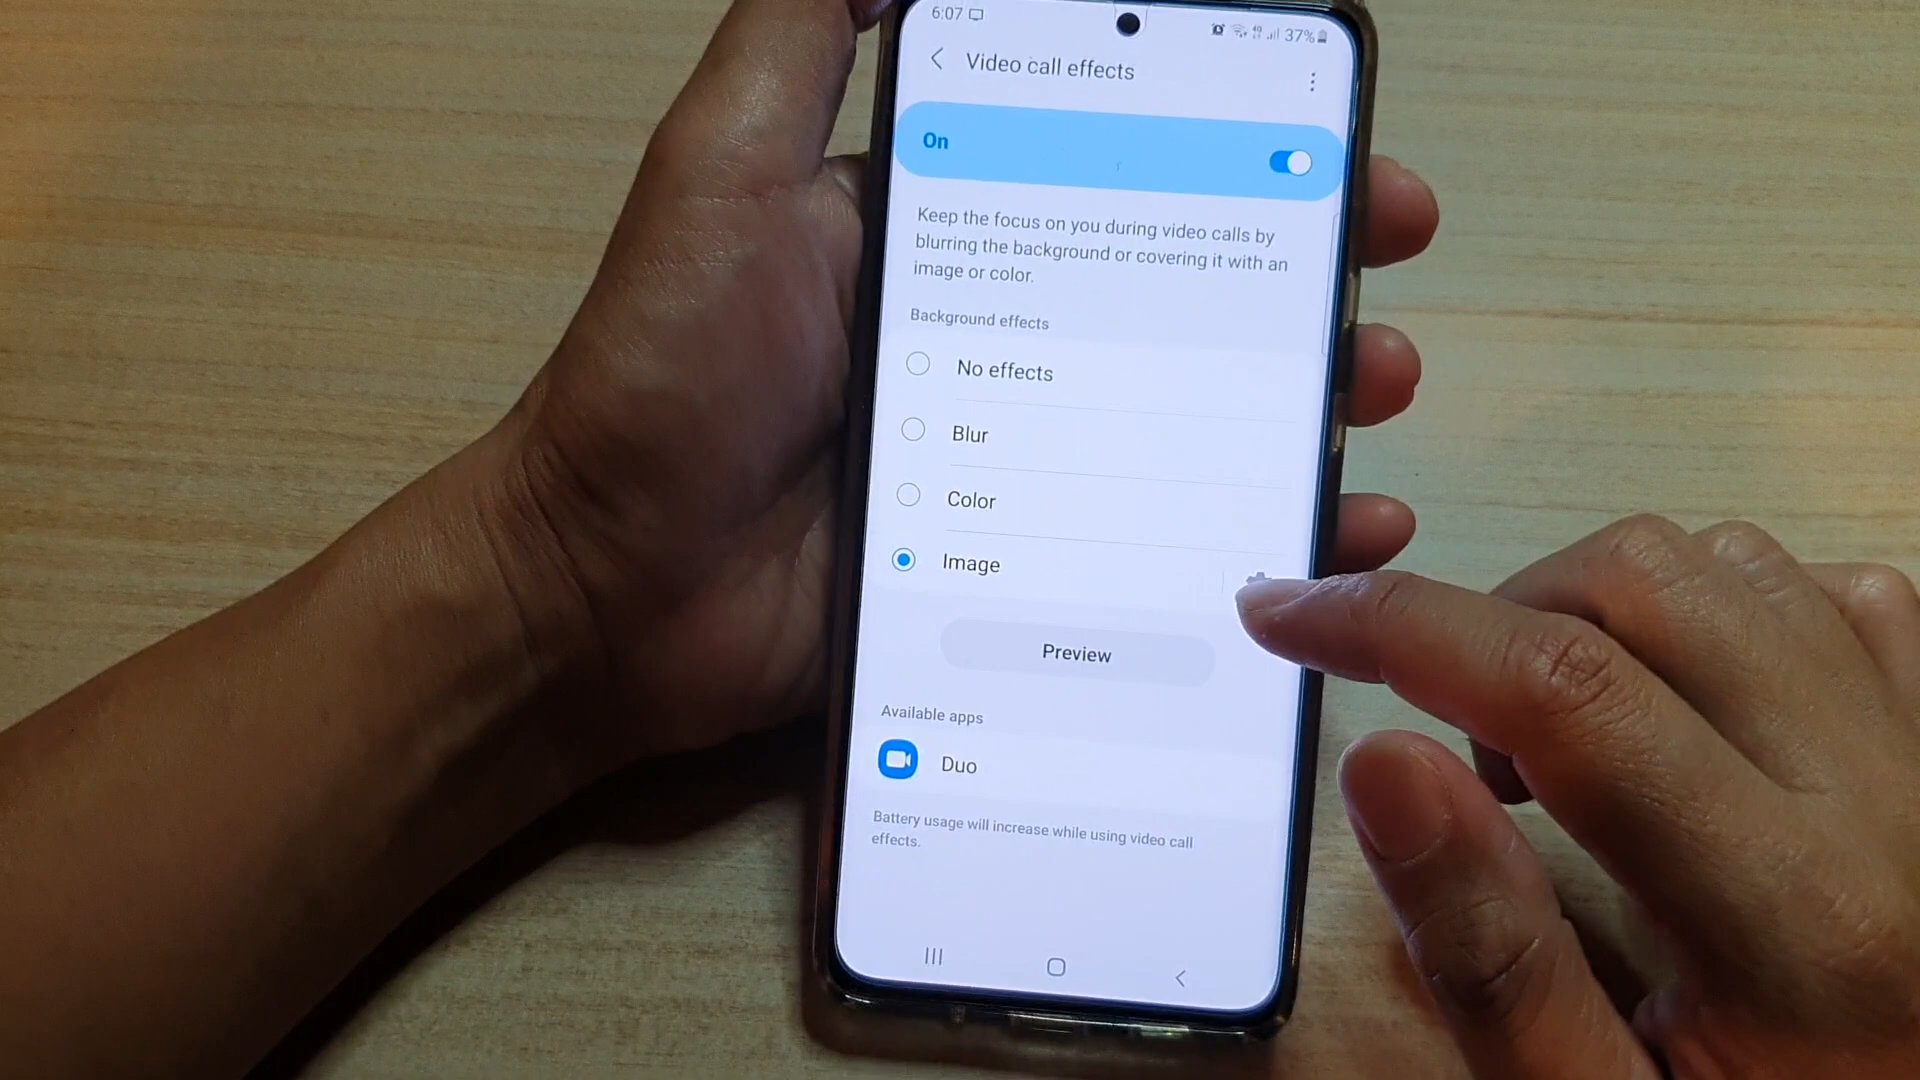 6:07
37%
Video call effects
On
Keep the focus on you during video calls by
blurring the background or covering it with an
image or color.
Background effects
No effects
Blur
Color
Image
Preview
Available apps
Duo
Battery usage will increase while using video call
effects.